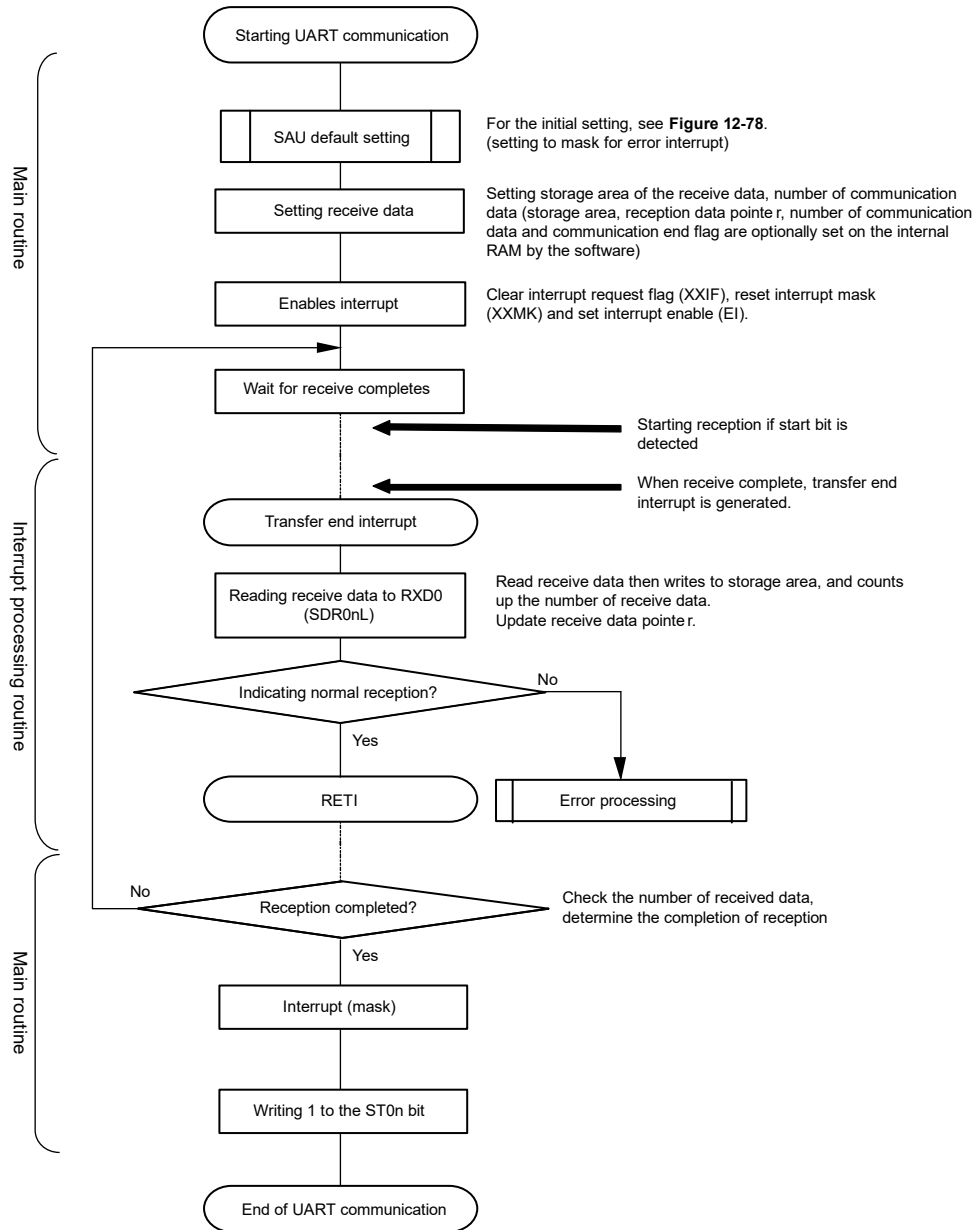 Starting UART communication
SAU default setting
For the initial setting, see Figure 12-78.
(setting to mask for error interrupt)
Setting receive data
Setting storage area of the receive data, number of communication
data (storage area, reception data pointe r, number of communication
data and communication end flag are optionally set on the internal
RAM by the software)
Main routine
Enables interrupt
Clear interrupt request flag (XXIF), reset interrupt mask
(XXMK) and set interrupt enable (EI).
Wait for receive completes
Starting reception if start bit is
detected
When receive complete, transfer end
interrupt is generated.
Transfer end interrupt
Interrupt processing routine
Reading receive data to RXD0
(SDR0nL)
Read receive data then writes to storage area, and counts
up the number of receive data.
Update receive data pointe r.
Indicating normal reception?
No
Yes
RETI
Error processing
No
Reception completed?
Check the number of received data,
determine the completion of reception
Yes
Main routine
Interrupt (mask)
Writing 1 to the ST0n bit
End of UART communication